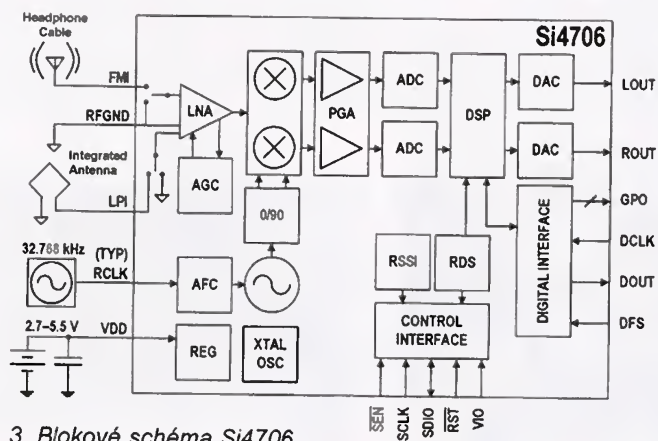 Headphone
Cable
Si4706
FMI
RFGND
LNA
AGC
PGA
ADC
ADC
DSP
DAC
DAC
LOUT
ROUT
Integrated
Antenna
LPI
0/90
GPO
DCLK
DOUT
DFS
DIGITAL INTERFACE
32.768 kHz
(TYP)
RCLK
AFC
RSSI
RDS
2.7–5.5 V
VDD
REG
XTAL
OSC
CONTROL
INTERFACE
SEN
SCLK
SDIO
RST
VIO
3. Blokové schéma Si4706